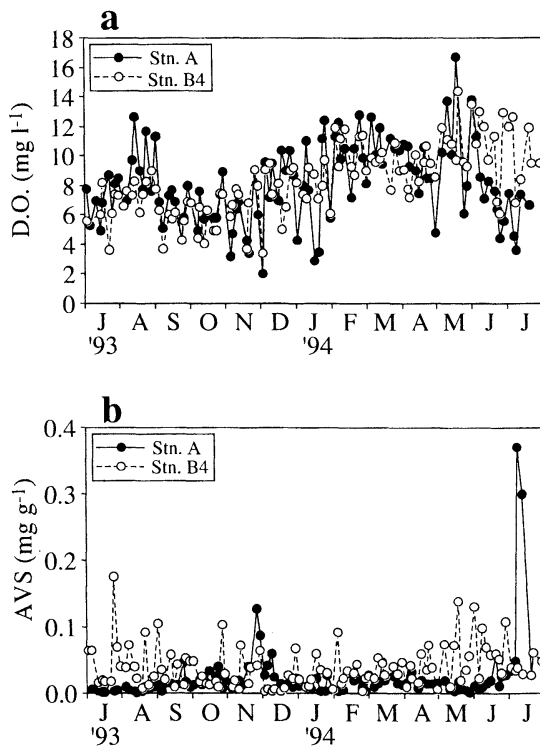 a
18
16
14
12
10
8
6
4
2
0
D.O. (mg l-1)
Stn. A
Stn. B4
J A S O N D J F M A M J J
'93 '94
b
0.4
0.3
0.2
0.1
0.0
AVS (mg g-1)
Stn. A
Stn. B4
J A S O N D J F M A M J J
'93 '94